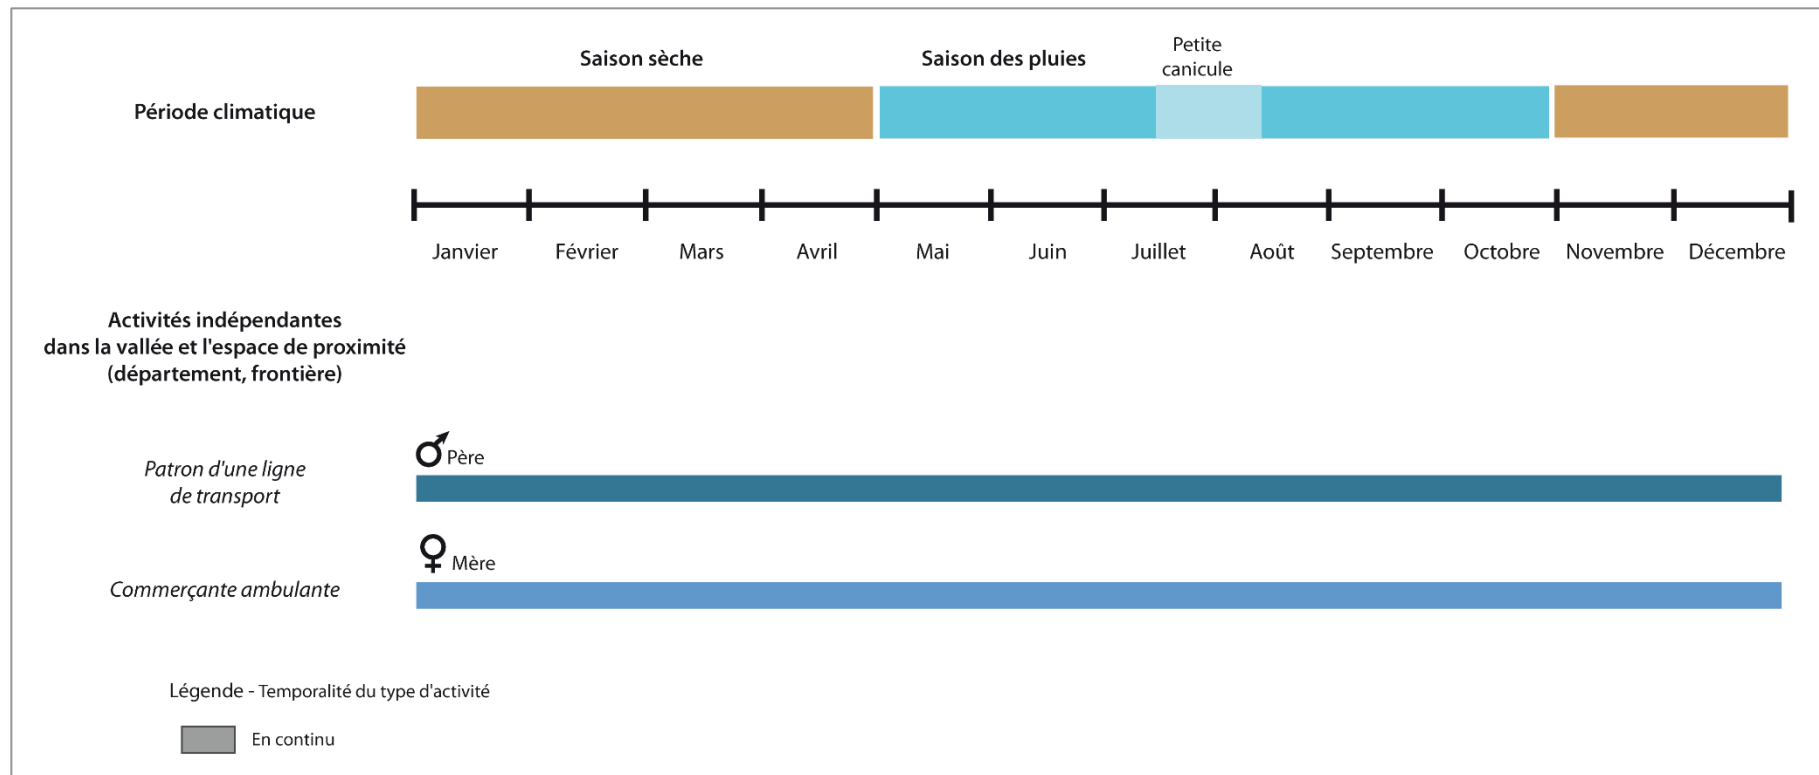 Saison sèche
Saison des pluies
Petite
canicule
Période climatique
Janvier Février Mars Avril Mai Juin Juillet Août Septembre Octobre Novembre Décembre
Activités indépendantes
dans la vallée et l'espace de proximité
(département, frontière)
Père
Patron d'une ligne
de transport
Mère
Commerçante ambulante
Légende - Temporalité du type d'activité
En continu